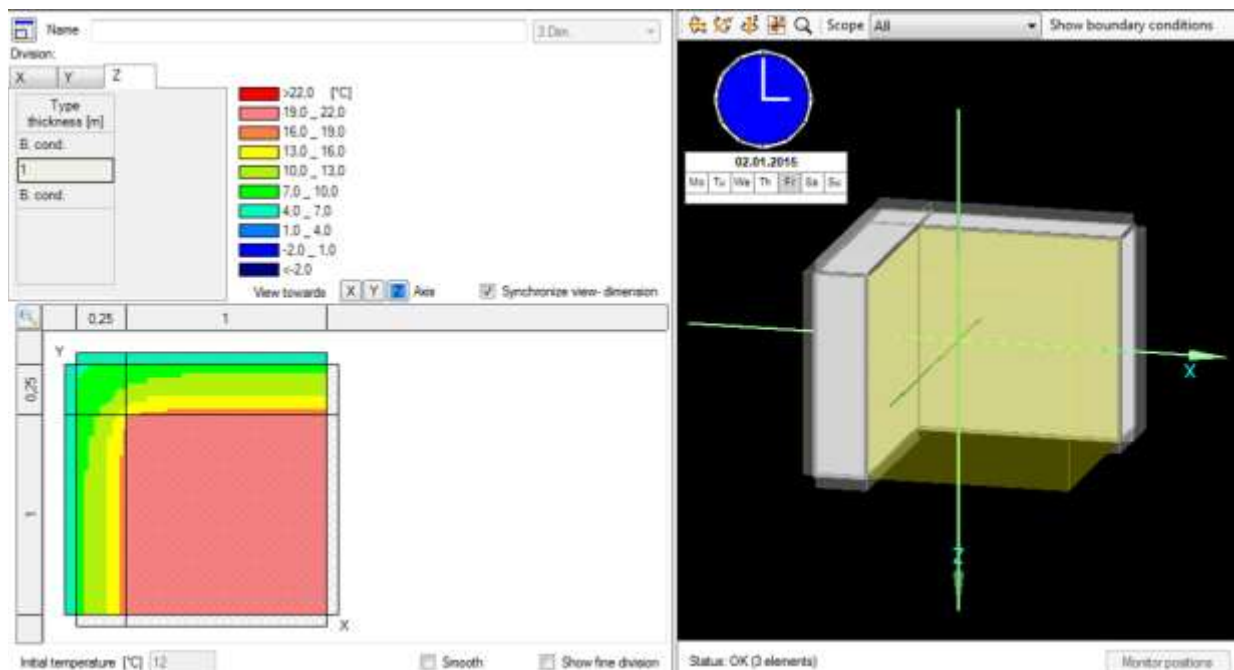 Name
3 Dim.
Division:
X Y Z
Type
thickness [m]
B. cond.
1
B. cond.
>22,0 [°C]
19,0 _ 22,0
16,0 _ 19,0
13,0 _ 16,0
10,0 _ 13,0
7,0 _ 10,0
4,0 _ 7,0
1,0 _ 4,0
-2,0 _ 1,0
<-2,0
View towards X Y Z Axis Synchronize view- dimension
0,25 1
Y
0,25
1
X
Initial temperature [°C] 12 Smooth Show fine division
Scope All Show boundary conditions
02.01.2015
Mo Tu We Th Fr Sa Su
X
Z
Status: OK (3 elements) Monitor positions